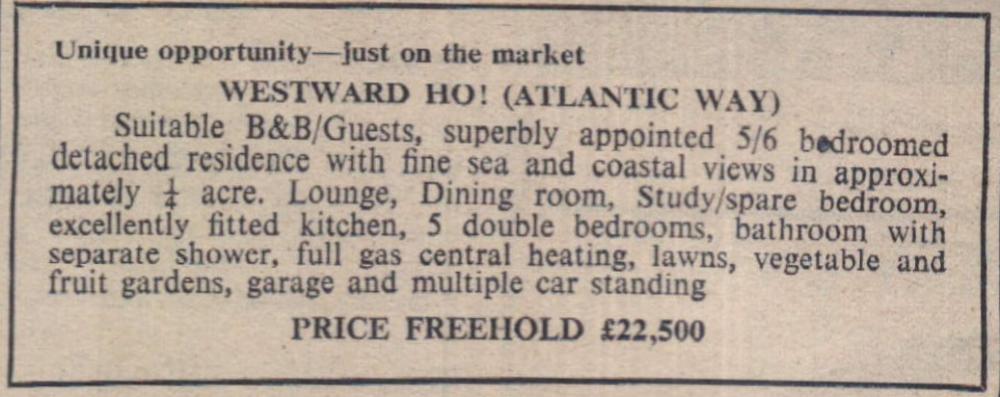 Unique opportunity—just on the market
WESTWARD HO! (ATLANTIC WAY)
Suitable B&B/Guests, superbly appointed 5/6 bedroomed
detached residence with fine sea and coastal views in approxi-
mately ¼ acre. Lounge, Dining room, Study/spare bedroom,
excellently fitted kitchen, 5 double bedrooms, bathroom with
separate shower, full gas central heating, lawns, vegetable and
fruit gardens, garage and multiple car standing
PRICE FREEHOLD £22,500